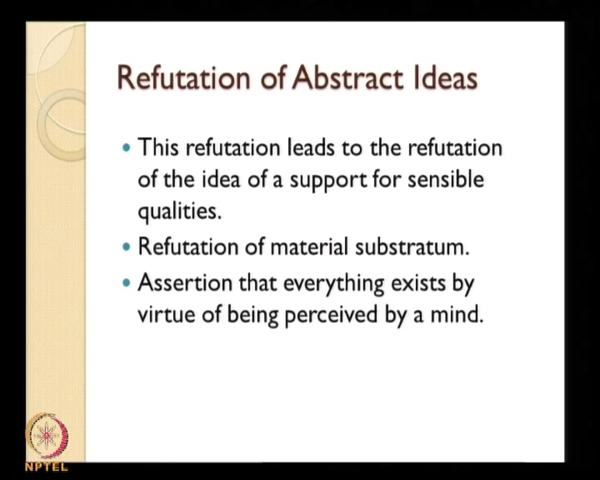 Refutation of Abstract Ideas
• This refutation leads to the refutation
of the idea of a support for sensible
qualities.
• Refutation of material substratum.
• Assertion that everything exists by
virtue of being perceived by a mind.
NPTEL